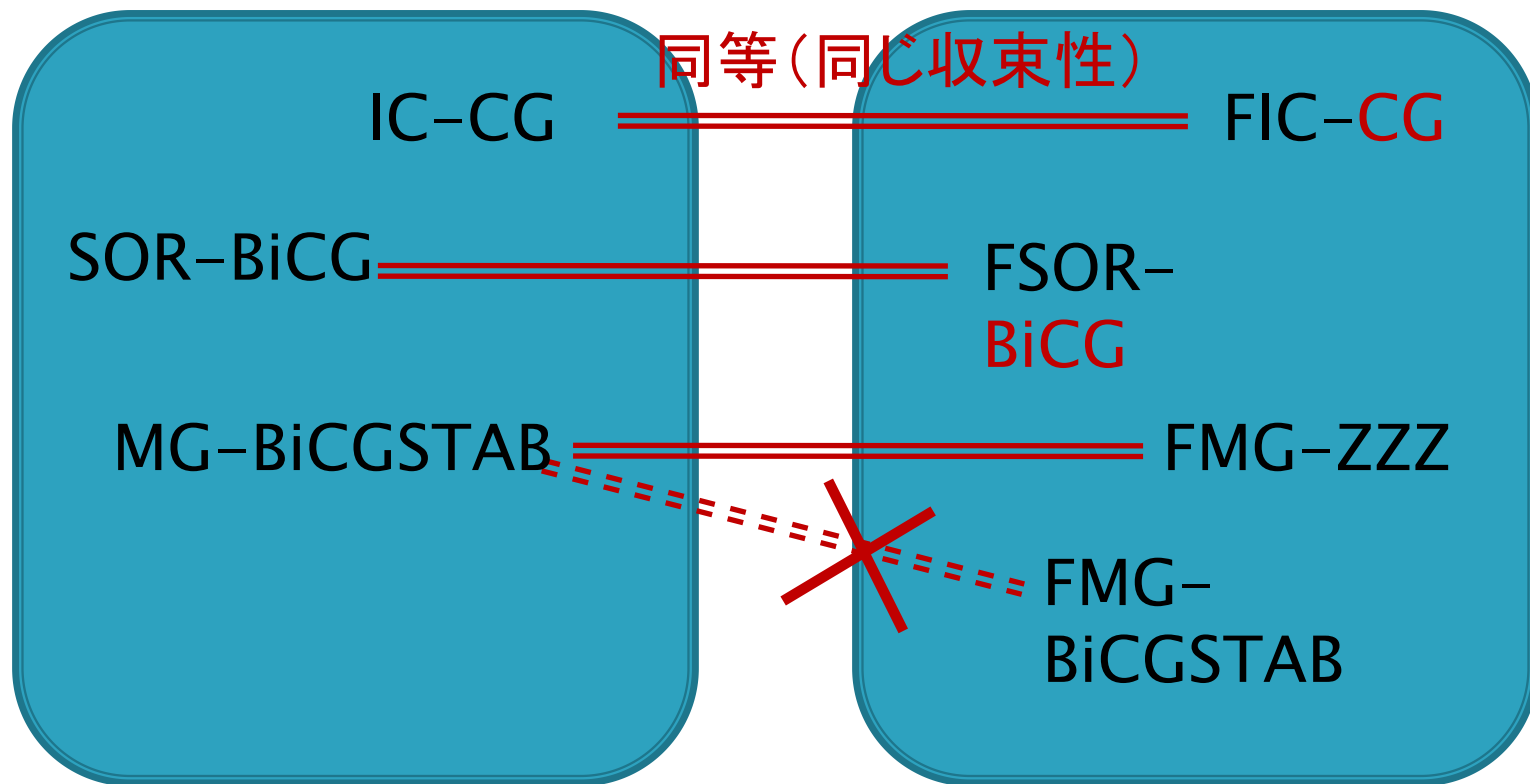 同等（同じ収束性）
IC-CG
FIC-CG
SOR-BiCG
FSOR-
BiCG
MG-BiCGSTAB
FMG-ZZZ
FMG-
BiCGSTAB